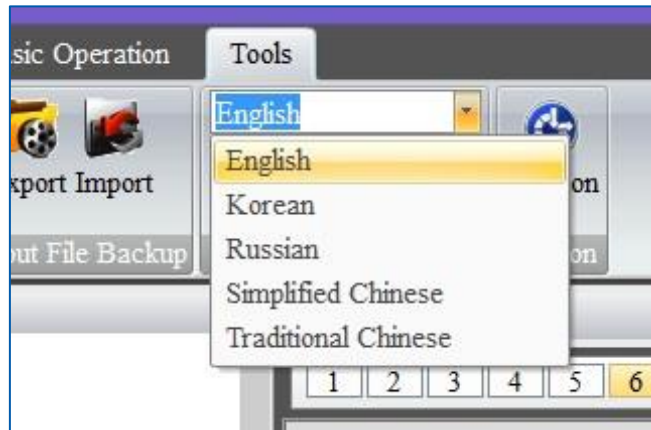 sic Operation Tools
English
xport Import on
out File Backup on
English
Korean
Russian
Simplified Chinese
Traditional Chinese
1 2 3 4 5 6